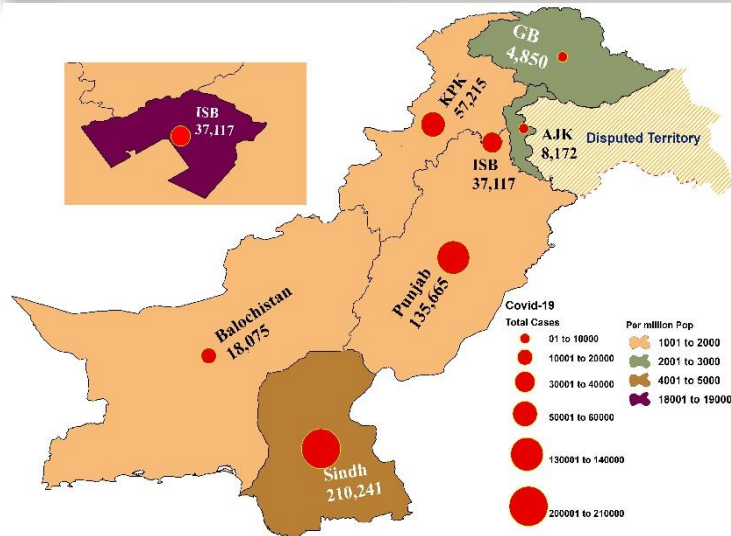 GB
4,850
ISB
37,117
KPK
57,215
AJK
8,172
Disputed Territory
ISB
37,117
Punjab
135,665
Balochistan
18,075
Sindh
210,241
Covid-19
Total Cases
01 to 10000
10001 to 20000
30001 to 40000
50001 to 60000
130001 to 140000
200001 to 210000
Per million Pop
1001 to 2000
2001 to 3000
4001 to 5000
18001 to 19000